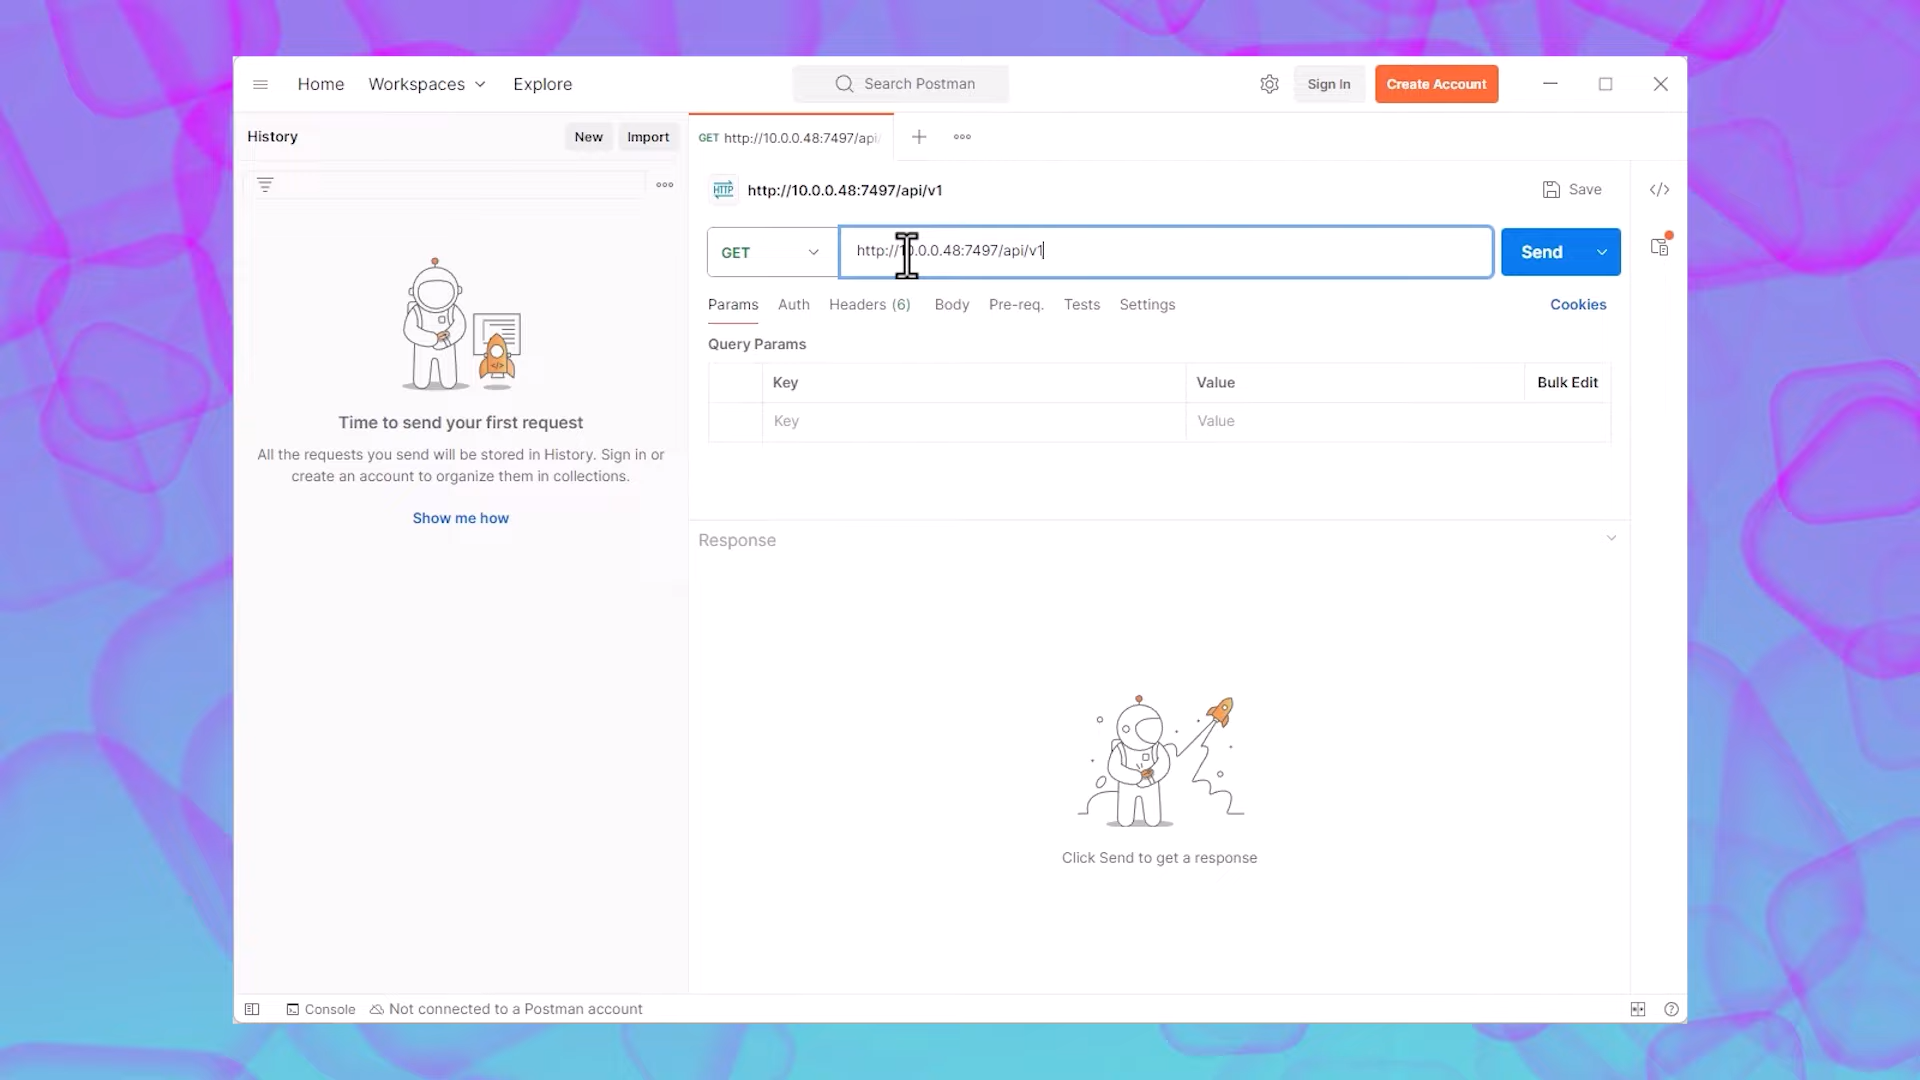 Home Workspaces Explore
Search Postman
Sign In Create Account
History New Import
GET http://10.0.0.48:7497/api/
HTTP http://10.0.0.48:7497/api/v1
Save </>
GET http://10.0.0.48:7497/api/v1 Send
Params Auth Headers (6) Body Pre-req. Tests Settings Cookies
Query Params
Key Value Bulk Edit
Key Value
Time to send your first request
All the requests you send will be stored in History. Sign in or
create an account to organize them in collections.
Show me how
Response
Click Send to get a response
Console Not connected to a Postman account